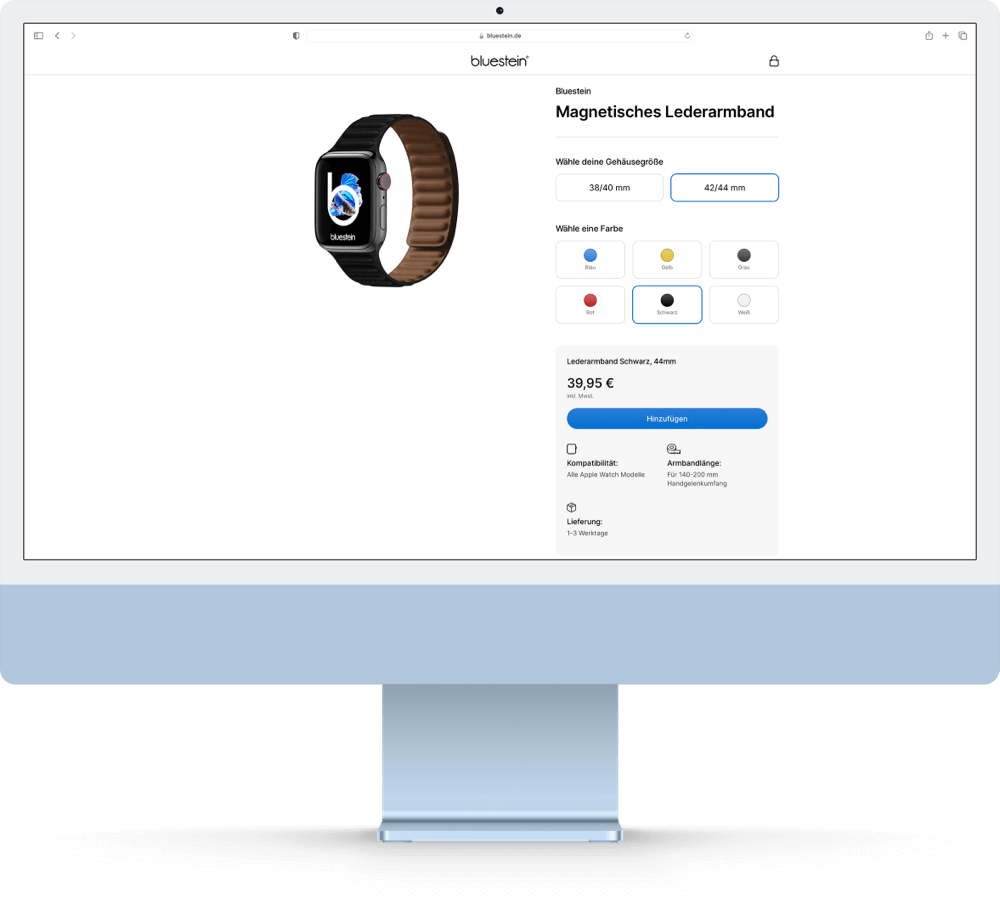 bluestein.de
bluestein®
Bluestein
Magnetisches Lederarmband
Wähle deine Gehäusegröße
38/40 mm
42/44 mm
Wähle eine Farbe
Blau
Gelb
Grau
Rot
Schwarz
Weiß
b
bluestein
Lederarmband Schwarz, 44mm
39,95 €
inkl. Mwst.
Hinzufügen
Kompatibilität:
Alle Apple Watch Modelle
Armbandlänge:
Für 140-200 mm
Handgelenkumfang
Lieferung:
1-3 Werktage